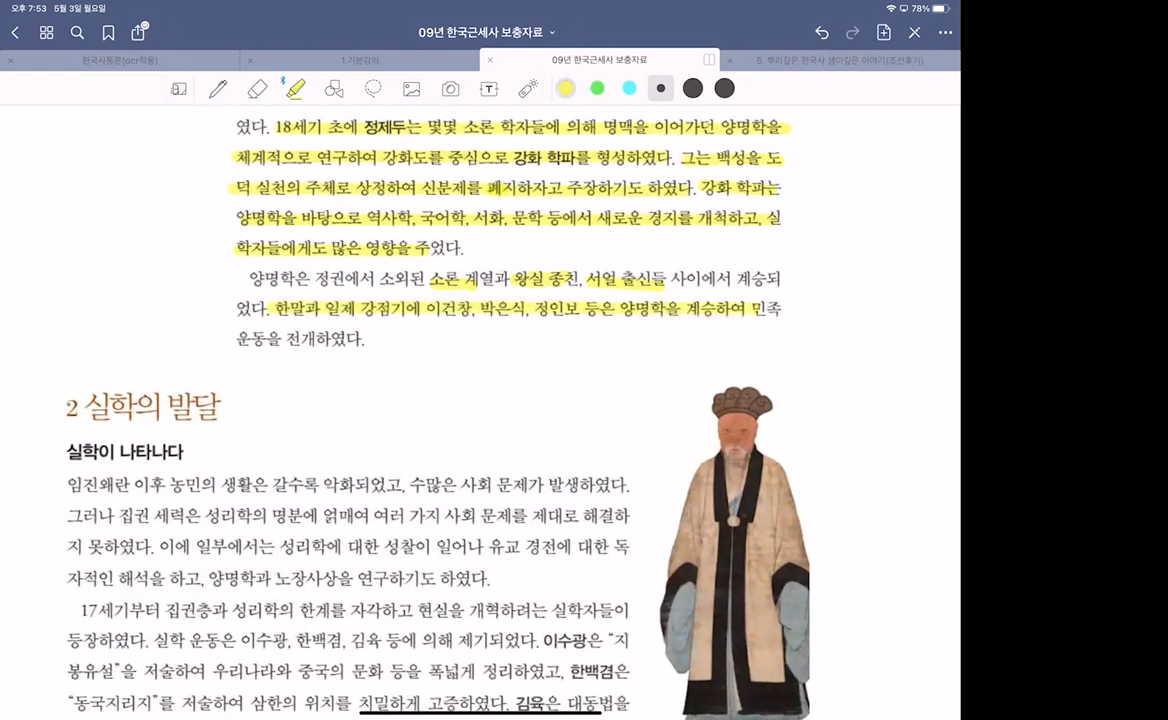 오후 7:53 5월 3일 월요일
78%
09년 한국근세사 보충자료
한국사통론(ocr적용)
1.기본강의
09년 한국근세사 보충자료
5. 뿌리깊은 한국사 샘이깊은 이야기(조선후기)
였다. 18세기 초에 정제두는 몇몇 소론 학자들에 의해 명맥을 이어가던 양명학을
체계적으로 연구하여 강화도를 중심으로 강화 학파를 형성하였다. 그는 백성을 도
덕 실천의 주체로 상정하여 신분제를 폐지하자고 주장하기도 하였다. 강화 학파는
양명학을 바탕으로 역사학, 국어학, 서화, 문학 등에서 새로운 경지를 개척하고, 실
학자들에게도 많은 영향을 주었다.
양명학은 정권에서 소외된 소론 계열과 왕실 종친, 서얼 출신들 사이에서 계승되
었다. 한말과 일제 강점기에 이건창, 박은식, 정인보 등은 양명학을 계승하여 민족
운동을 전개하였다.
2 실학의 발달
실학이 나타나다
임진왜란 이후 농민의 생활은 갈수록 악화되었고, 수많은 사회 문제가 발생하였다.
그러나 집권 세력은 성리학의 명분에 얽매여 여러 가지 사회 문제를 제대로 해결하
지 못하였다. 이에 일부에서는 성리학에 대한 성찰이 일어나 유교 경전에 대한 독
자적인 해석을 하고, 양명학과 노장사상을 연구하기도 하였다.
17세기부터 집권층과 성리학의 한계를 자각하고 현실을 개혁하려는 실학자들이
등장하였다. 실학 운동은 이수광, 한백겸, 김육 등에 의해 제기되었다. 이수광은 “지
봉유설”을 저술하여 우리나라와 중국의 문화 등을 폭넓게 정리하였고, 한백겸은
“동국지리지”를 저술하여 삼한의 위치를 치밀하게 고증하였다. 김육은 대동법을